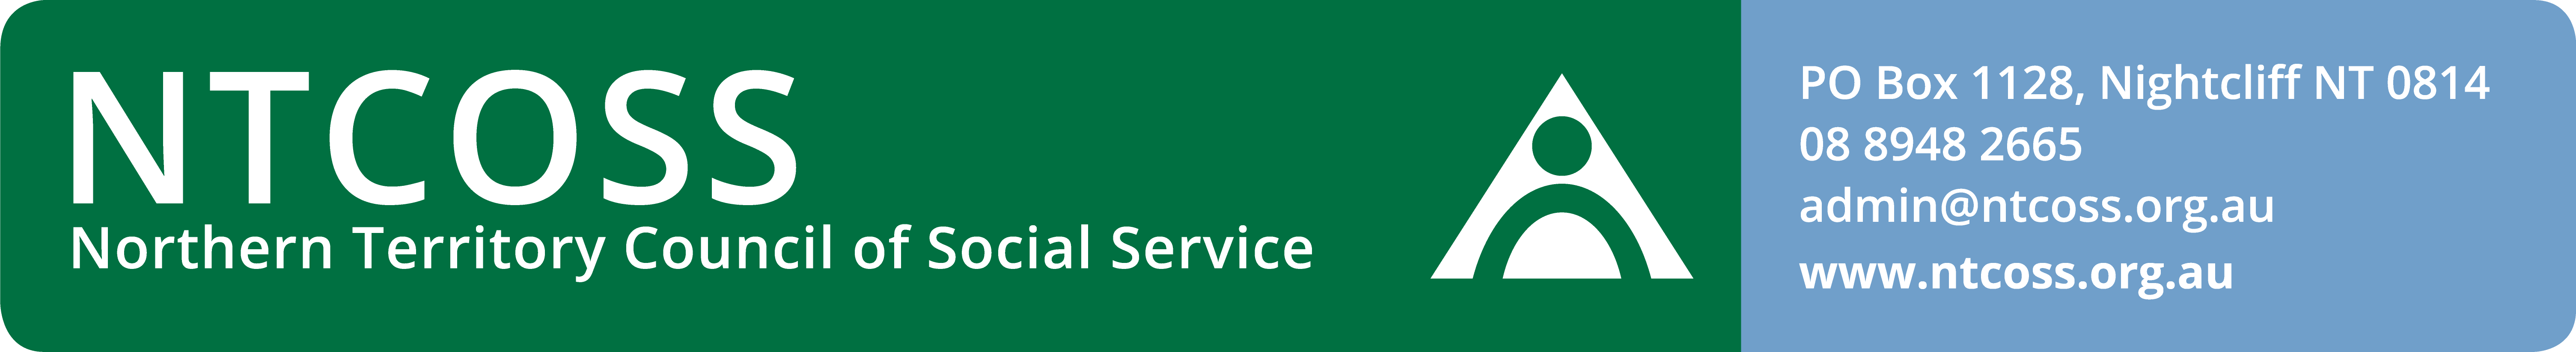 NTCOSS
Northern Territory Council of Social Service
PO Box 1128, Nightcliff NT 0814
08 8948 2665
admin@ntcoss.org.au
www.ntcoss.org.au